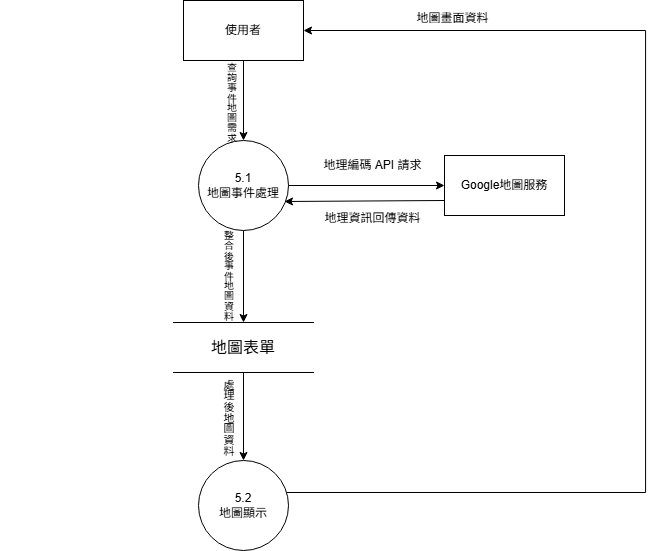 地圖畫面資料
使用者
查詢事件地圖需求
地理編碼 API 請求
5.1
地圖事件處理
Google地圖服務
地理資訊回傳資料
整合後事件地圖資料
地圖表單
處理後地圖資料
5.2
地圖顯示